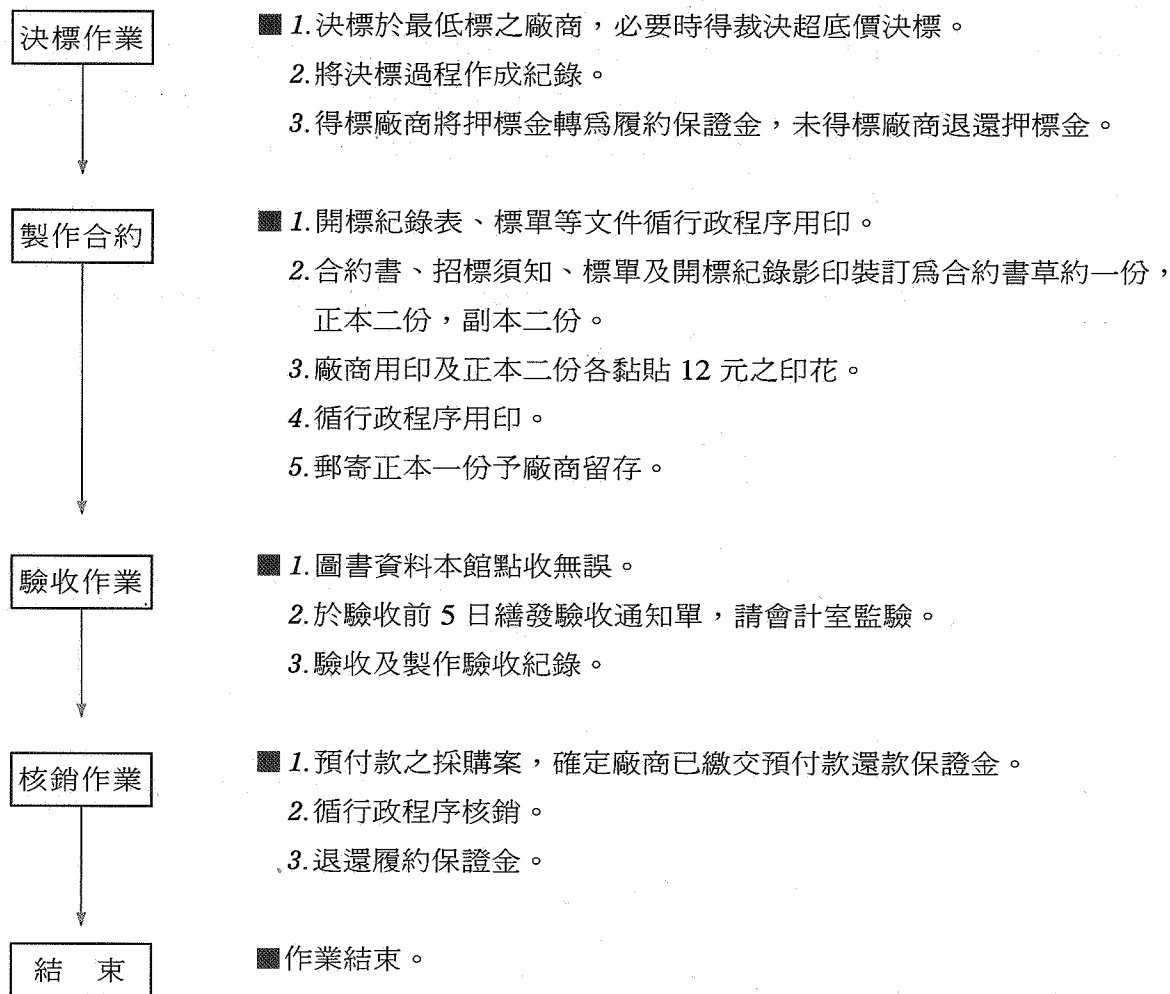 決標作業
■ 1.決標於最低標之廠商，必要時得裁決超底價決標。
2.將決標過程作成紀錄。
3.得標廠商將押標金轉爲履約保證金，未得標廠商退還押標金。
製作合約
■ 1.開標紀錄表、標單等文件循行政程序用印。
2.合約書、招標須知、標單及開標紀錄影印裝訂爲合約書草約一份，
正本二份，副本二份。
3.廠商用印及正本二份各黏貼 12 元之印花。
4.循行政程序用印。
5.郵寄正本一份予廠商留存。
驗收作業
■ 1.圖書資料本館點收無誤。
2.於驗收前 5 日繕發驗收通知單，請會計室監驗。
3.驗收及製作驗收紀錄。
核銷作業
■ 1.預付款之採購案，確定廠商已繳交預付款還款保證金。
2.循行政程序核銷。
3.退還履約保證金。
結　束
■作業結束。